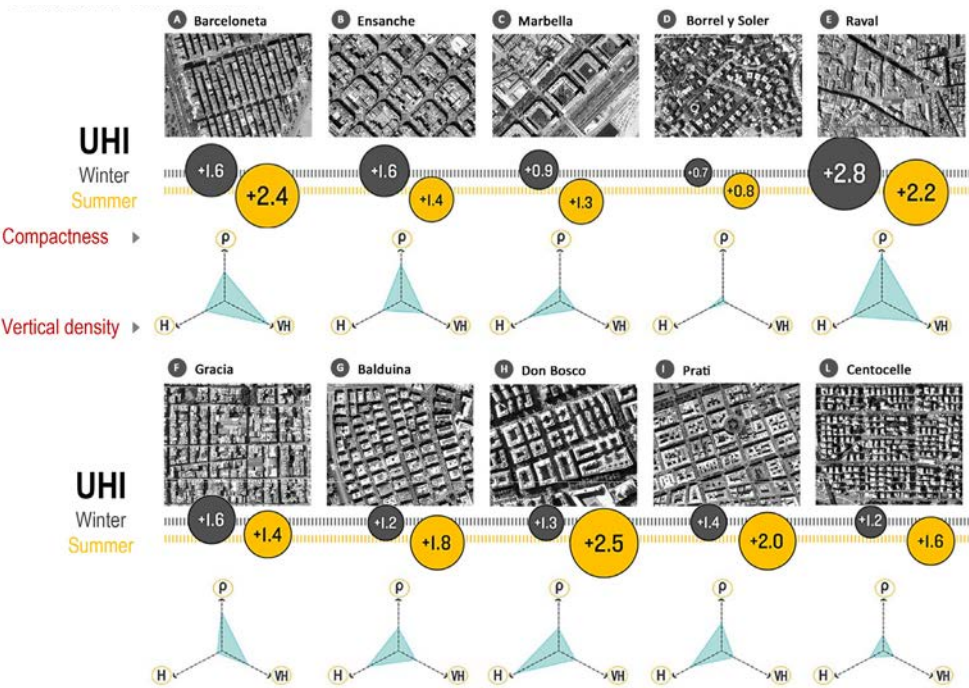 A Barceloneta
B Ensanche
C Marbella
D Borrel y Soler
E Raval
UHI
Winter
Summer
+1.6
+2.4
+1.6
+1.4
+0.9
+1.3
+0.7
+0.8
+2.8
+2.2
Compactness
Vertical density
ρ
H
VH
ρ
H
VH
ρ
H
VH
ρ
H
VH
ρ
H
VH
F Gracia
G Balduina
H Don Bosco
I Prati
L Centocelle
UHI
Winter
Summer
+1.6
+1.4
+1.2
+1.8
+1.3
+2.5
+1.4
+2.0
+1.2
+1.6
ρ
H
VH
ρ
H
VH
ρ
H
VH
ρ
H
VH
ρ
H
VH